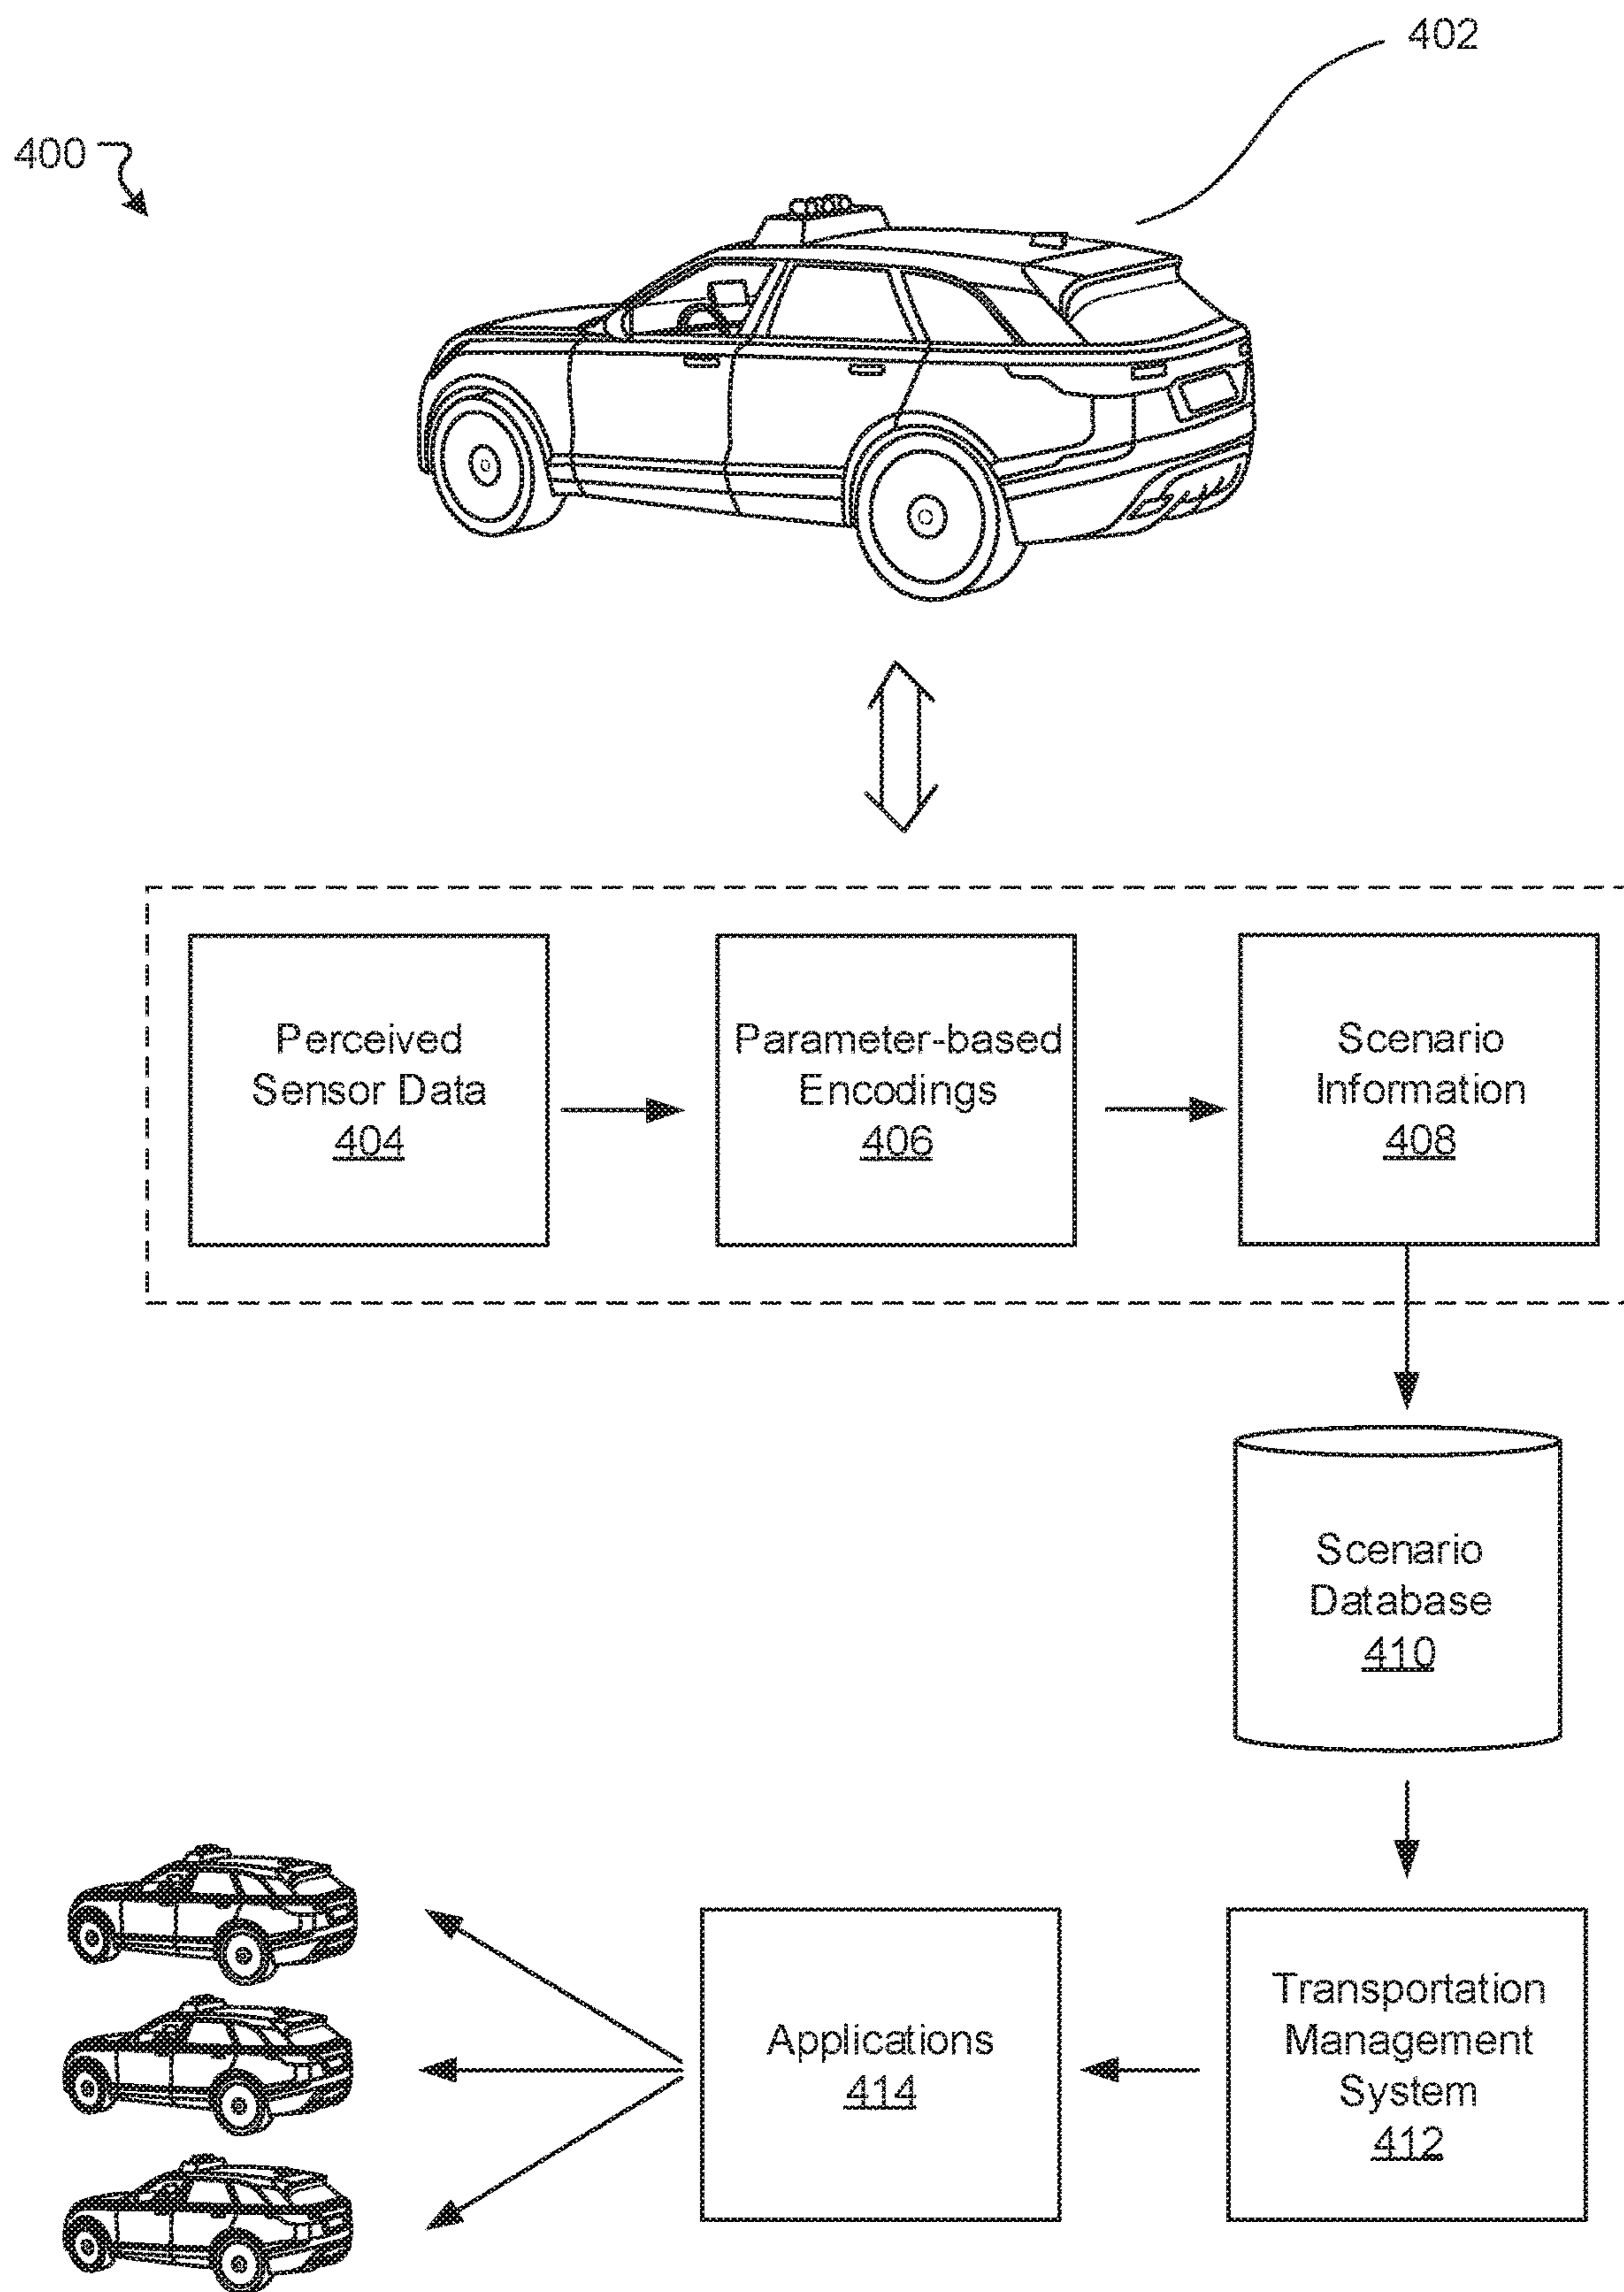 402
400
Perceived
Sensor Data
404
Parameter-based
Encodings
406
Scenario
Information
408
Scenario
Database
410
Applications
414
Transportation
Management
System
412